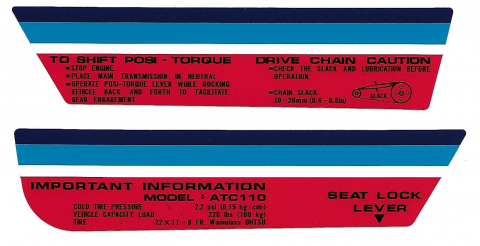 TO SHIFT POSI - TORQUE
STOP ENGINE.
PLACE MAIN TRANSMISSION IN NEUTRAL.
OPERATE POSI-TORQUE LEVER WHILE ROCKING
VEHICLE BACK AND FORTH TO FACILITATE
GEAR ENGAGEMENT.
DRIVE CHAIN CAUTION
CHECK THE SLACK AND LUBRICATION BEFORE
OPERATION.
CHAIN SLACK
10-20mm (0.4-0.8in)
SLACK
IMPORTANT INFORMATION
MODEL : ATC110
COLD TIRE PRESSURE : 2.2 psi (0.15 kg/cm²)
VEHICLE CAPACITY LOAD : 220 lbs (100 kg)
TIRE : 22 x 11 - 8 PR.
SEAT LOCK
LEVER